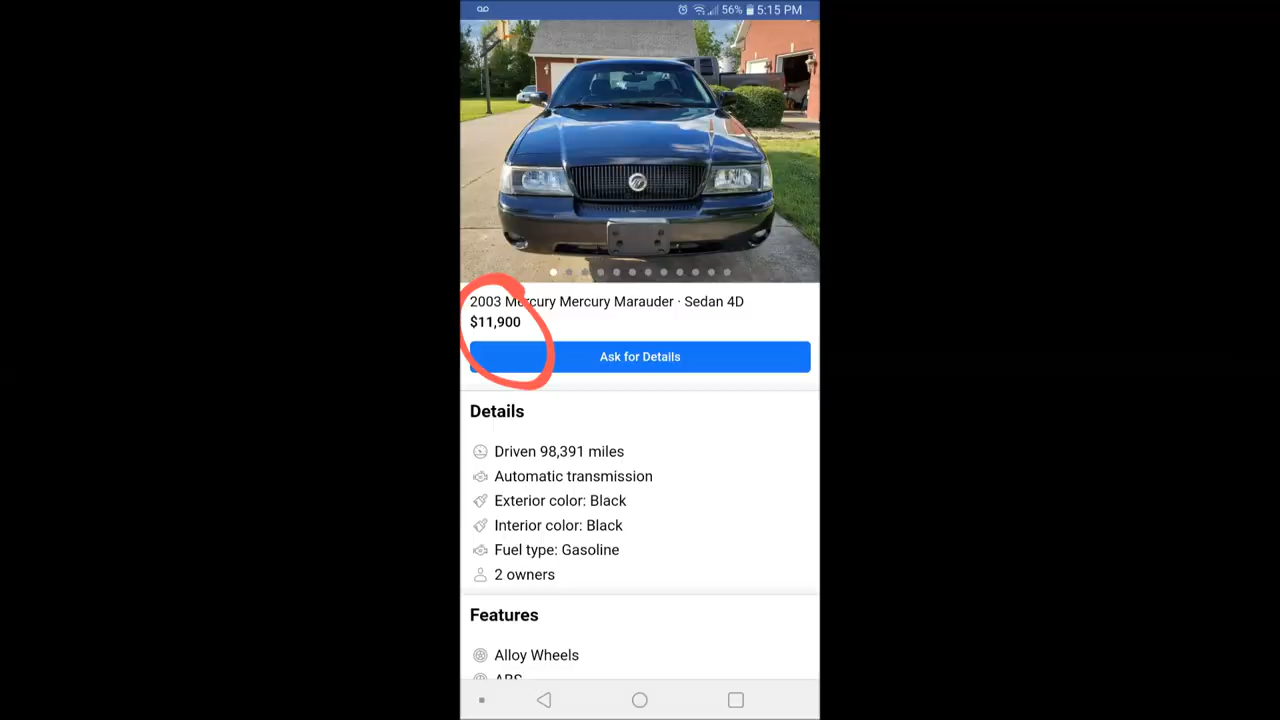 56% 5:15 PM
2003 Mercury Mercury Marauder · Sedan 4D
$11,900
Ask for Details
Details
Driven 98,391 miles
Automatic transmission
Exterior color: Black
Interior color: Black
Fuel type: Gasoline
2 owners
Features
Alloy Wheels
ABS